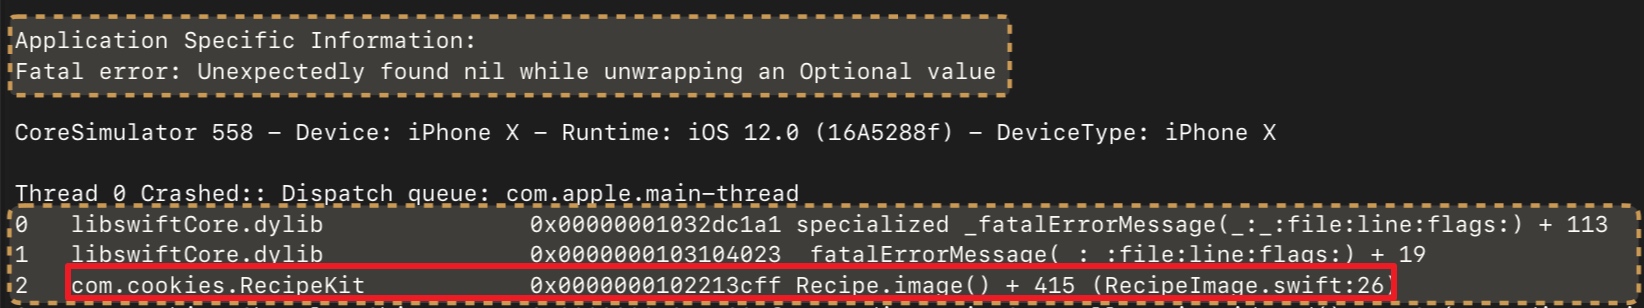 Application Specific Information:
Fatal error: Unexpectedly found nil while unwrapping an Optional value
CoreSimulator 558 – Device: iPhone X – Runtime: iOS 12.0 (16A5288f) – DeviceType: iPhone X
Thread 0 Crashed:: Dispatch queue: com.apple.main–thread
0 libswiftCore.dylib 0x00000001032dc1a1 specialized _fatalErrorMessage(_:_:file:line:flags:) + 113
1 libswiftCore.dylib 0x0000000103104023 _fatalErrorMessage(_:_:file:line:flags:) + 19
2 com.cookies.RecipeKit 0x0000000102213cff Recipe.image() + 415 (RecipeImage.swift:26)